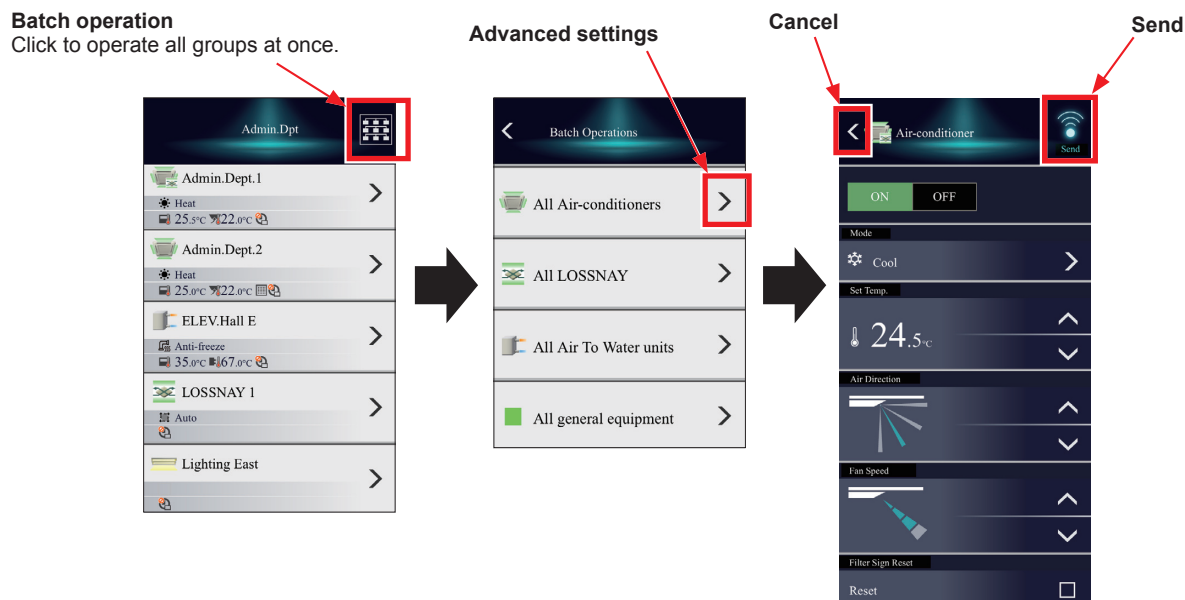 Batch operation
Click to operate all groups at once.
Advanced settings
Cancel
Send
Admin.Dpt
Admin.Dept.1
Heat
25.5°C 22.0°C
Admin.Dept.2
Heat
25.0°C 22.0°C
ELEV.Hall E
Anti-freeze
35.0°C 67.0°C
LOSSNAY 1
Auto
Lighting East
Batch Operations
All Air-conditioners
All LOSSNAY
All Air To Water units
All general equipment
Air-conditioner
Send
ON OFF
Mode
Cool
Set Temp.
24.5°C
Air Direction
Fan Speed
Filter Sign Reset
Reset